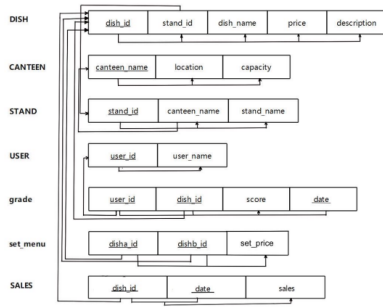 DISH dish_id stand_id dish_name price description
CANTEEN canteen_name location capacity
STAND stand_id canteen_name stand_name
USER user_id user_name
grade user_id dish_id score date
set_menu disha_id dishb_id set_price
SALES dish_id date sales